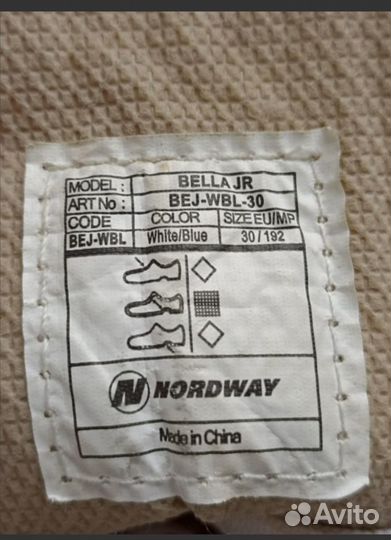 MODEL : BELLA JR
ART No : BEJ-WBL-30
CODE COLOR SIZE EU/MP
BEJ-WBL White/Blue 30/192
N NORDWAY
Made in China
Avito